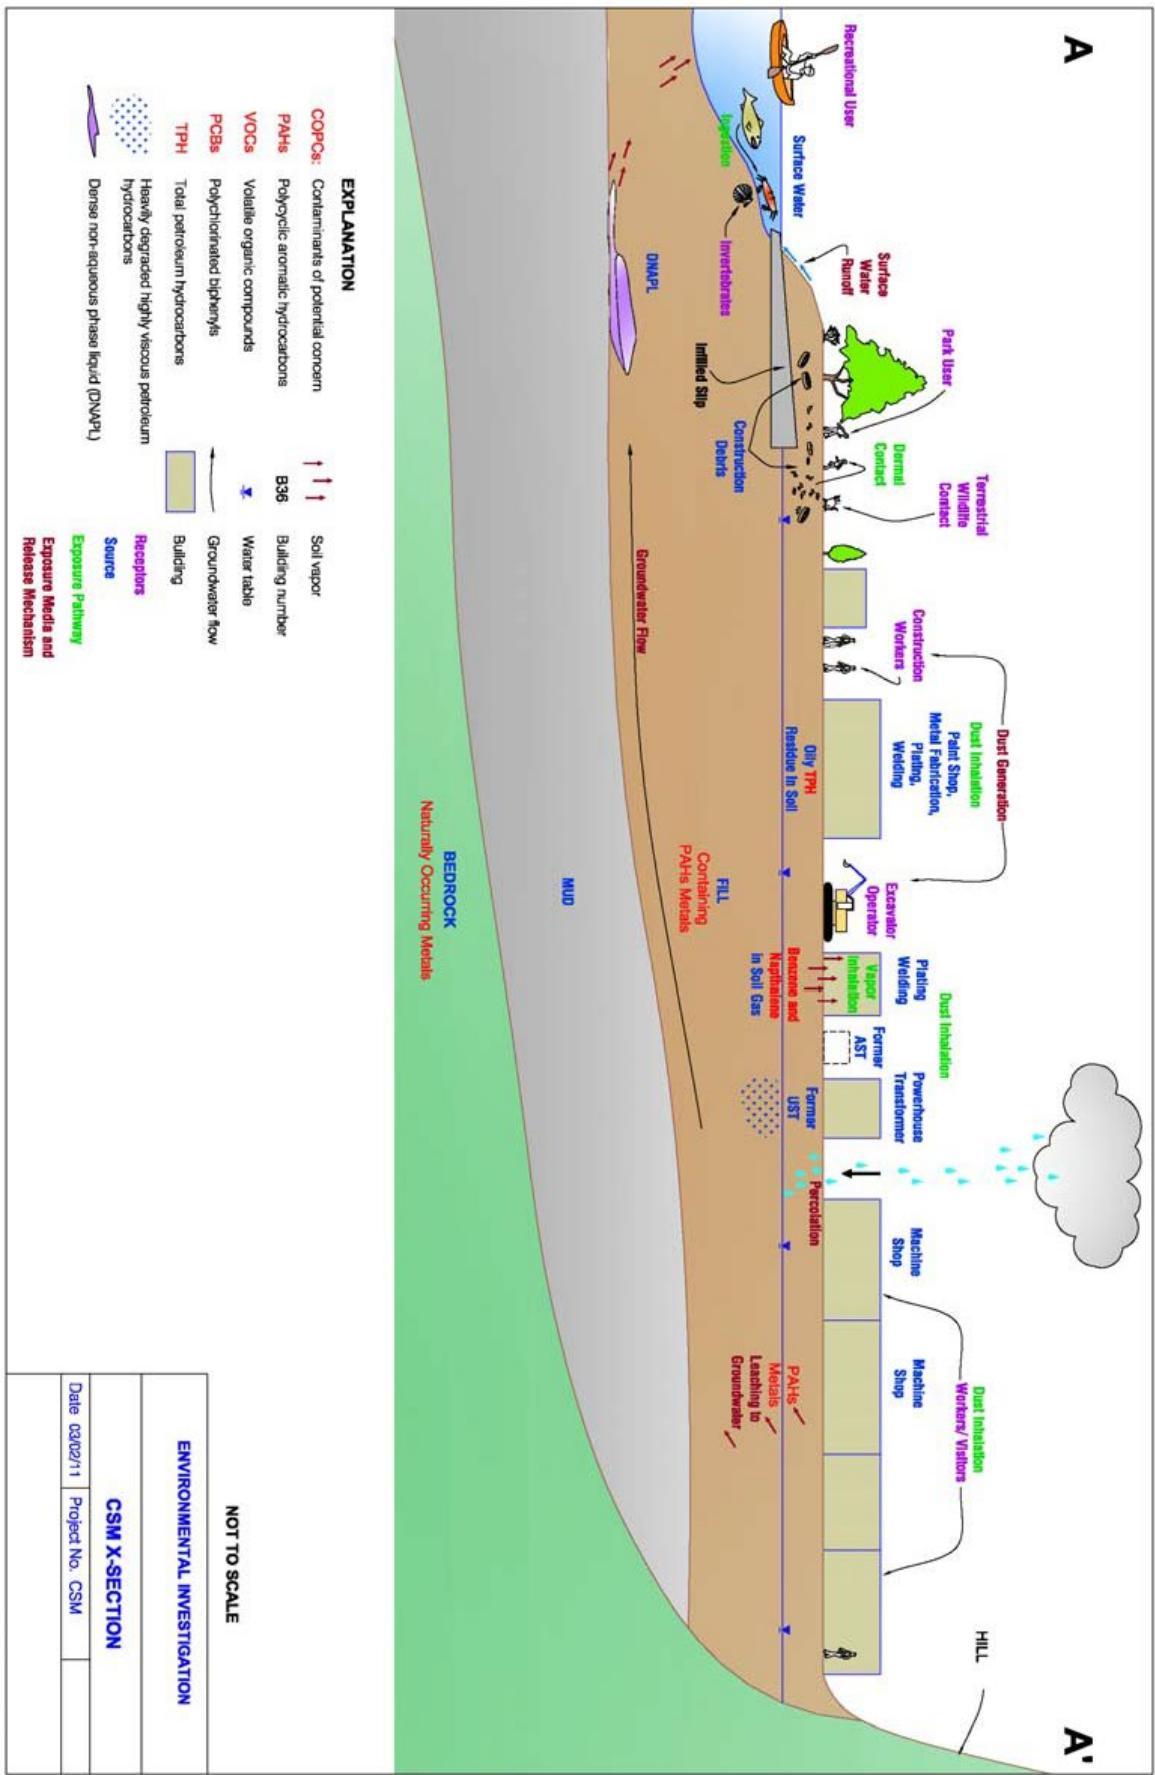 A
A'
Recreational User
Surface Water
Ingestion
Invertebrates
Surface
Water
Runoff
Park User
Dermal
Contact
Terrestrial
Wildlife
Contact
Infilled Slip
Construction
Debris
DNAPL
Groundwater Flow
Construction
Workers
Dust Generation
Dust Inhalation
Paint Shop,
Metal Fabrication,
Plating,
Welding
Oily TPH
Residue in Soil
Excavator
Operator
FILL
Containing
PAHs Metals
MUD
BEDROCK
Naturally Occurring Metals
Dust Inhalation
Plating
Welding
Vapor
Inhalation
Benzene and
Napthalene
in Soil Gas
Former
AST
Powerhouse
Transformer
Former
UST
Percolation
Machine
Shop
Machine
Shop
Dust Inhalation
Workers/ Visitors
PAHs
Metals
Leaching to
Groundwater
HILL
EXPLANATION
COPCs: Contaminants of potential concern
PAHs Polycyclic aromatic hydrocarbons
VOCs Volatile organic compounds
PCBs Polychlorinated biphenyls
TPH Total petroleum hydrocarbons
Heavily degraded highly viscous petroleum
hydrocarbons
Dense non-aqueous phase liquid (DNAPL)
Soil vapor
B36 Building number
Water table
Groundwater flow
Building
Receptors
Source
Exposure Pathway
Exposure Media and
Release Mechanism
NOT TO SCALE
ENVIRONMENTAL INVESTIGATION
CSM X-SECTION
Date 03/02/11 Project No. CSM